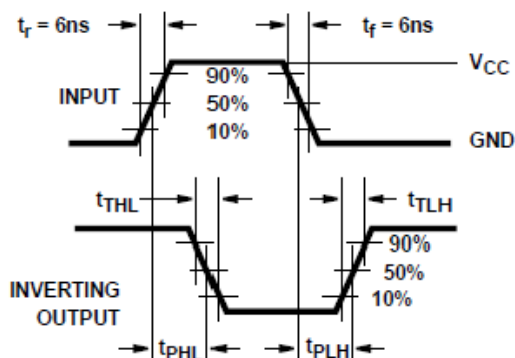 tr = 6ns
tf = 6ns
VCC
90%
INPUT
50%
10%
GND
tTHL
tTLH
90%
50%
10%
INVERTING
OUTPUT
tPHL
tPLH